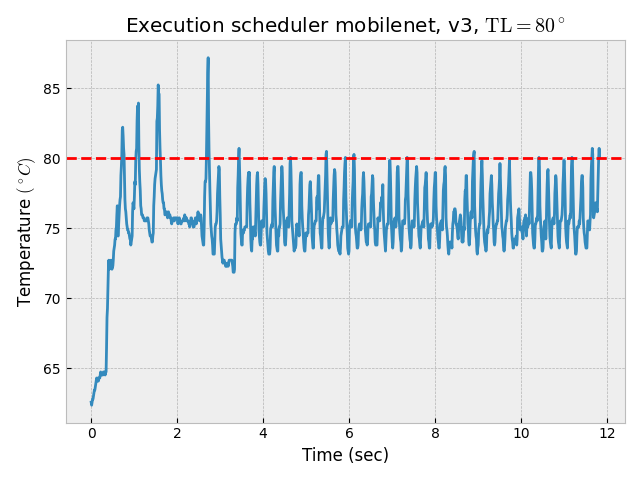 Execution scheduler mobilenet, v3, TL = 80°
Temperature (°C)
85
80
75
70
65
0 2 4 6 8 10 12
Time (sec)